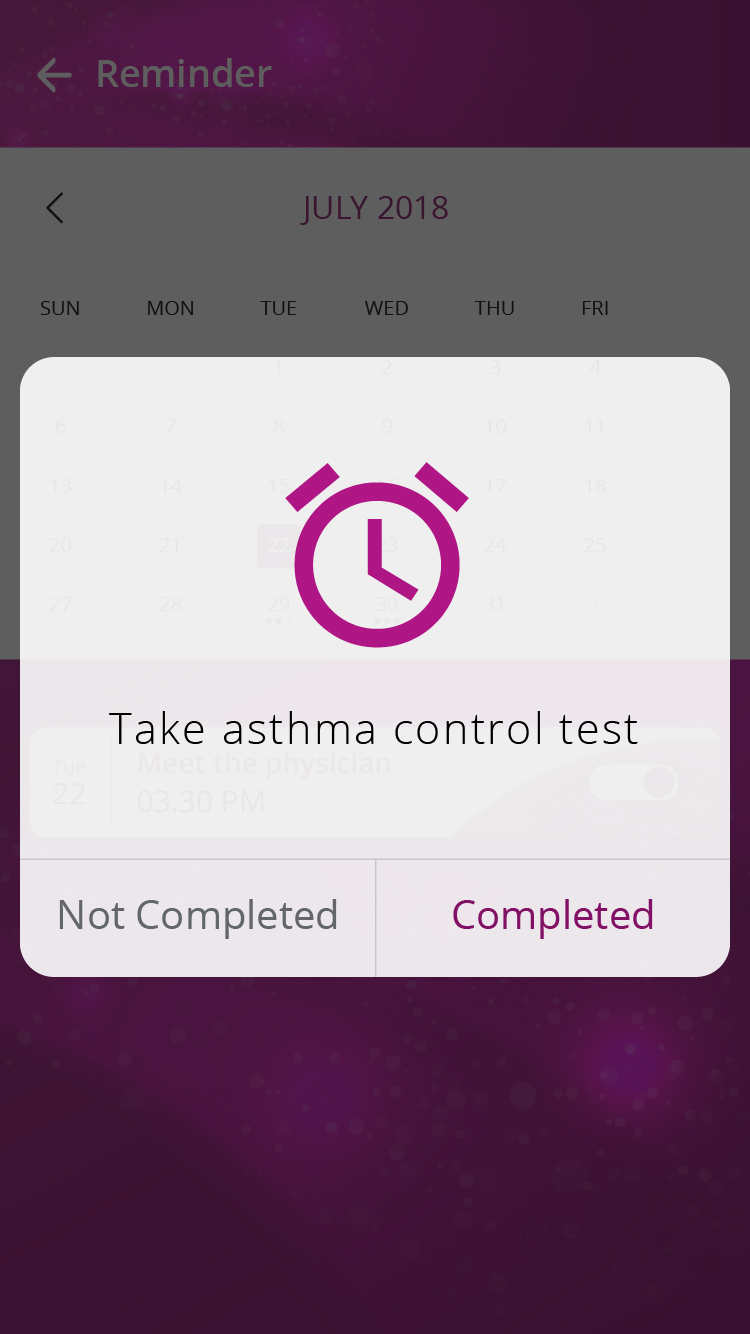 Reminder
JULY 2018
SUN MON TUE WED THU FRI
1 2 3 4
6 7 8 9 10 11
13 14 15 17 18
20 21 22 23 24 25
27 28 29 30 31
Take asthma control test
Tue
22
Meet the physician
03.30 PM
Not Completed Completed